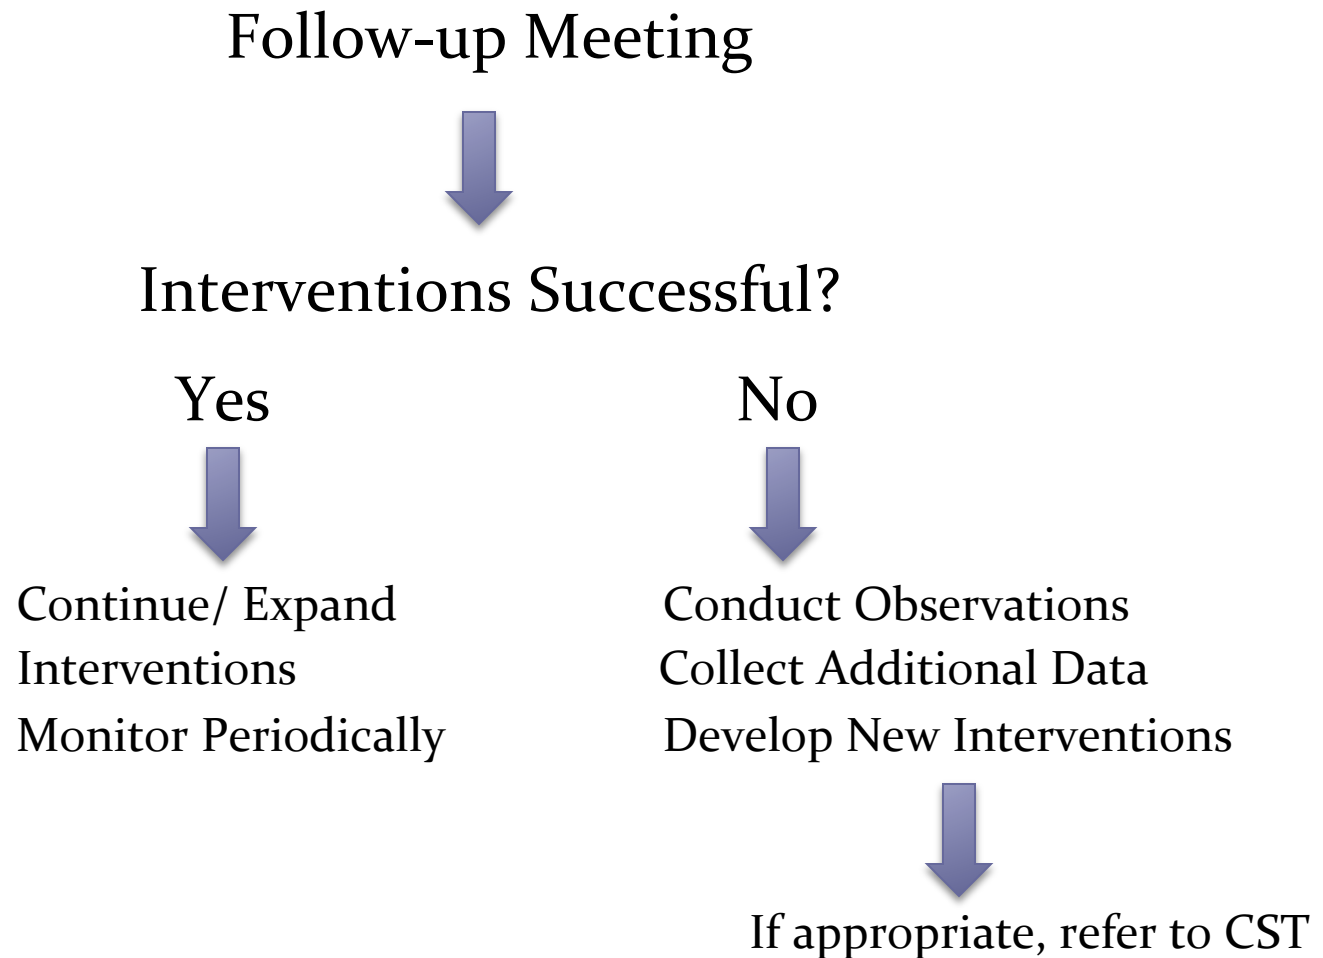 Follow-up Meeting
Interventions Successful?
Yes
No
Continue/ Expand
Interventions
Monitor Periodically
Conduct Observations
Collect Additional Data
Develop New Interventions
If appropriate, refer to CST